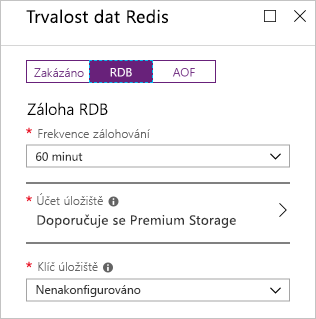 Trvalost dat Redis
Zakázáno RDB AOF
Záloha RDB
* Frekvence zálohování
60 minut
* Účet úložiště
Doporučuje se Premium Storage
* Klíč úložiště
Nenakonfigurováno